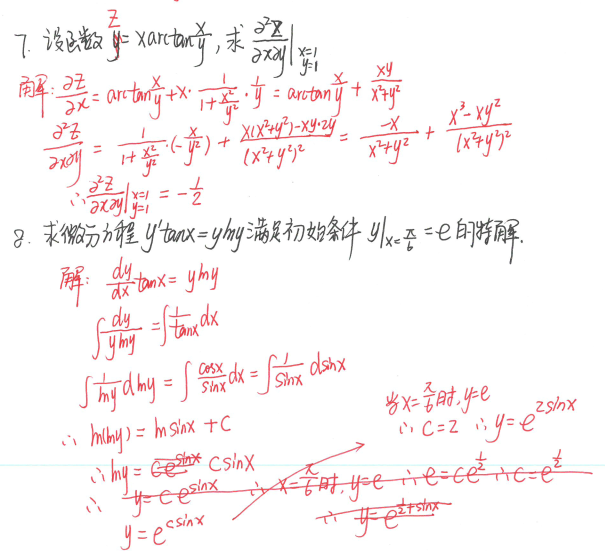 7. 设函数 z = x arctan x/y, 求 ∂²z/∂x∂y |x=1 y=1
解: ∂z/∂x = arctan x/y + x · 1/(1+x²/y²) · 1/y = arctan x/y + xy/(x²+y²)
∂²z/∂x∂y = 1/(1+x²/y²) · (-x/y²) + (x(x²+y²)-xy·2y)/(x²+y²)² = -x/(x²+y²) + (x³-xy²)/(x²+y²)²
∴ ∂²z/∂x∂y |x=1 y=1 = -1/2
8. 求微分方程 y'tanx = ylny 满足初始条件 y|x=π/6 = e 的特解.
解: dy/dx tanx = ylny
∫ dy/(ylny) = ∫ 1/tanx dx
∫ 1/lny dlny = ∫ cosx/sinx dx = ∫ 1/sinx dsinx
∴ ln(lny) = lnsinx + C
∴ lny = Ce^sinx Csinx
∴ y = C e^sinx ∴ x=π/6时, y=e ∴ e = ce^1/2 ∴ c = e^1/2
∴ y = e^(1/2+sinx)
y = e^csinx
当x=π/6时, y=e
∴ C=2 ∴ y = e^2sinx